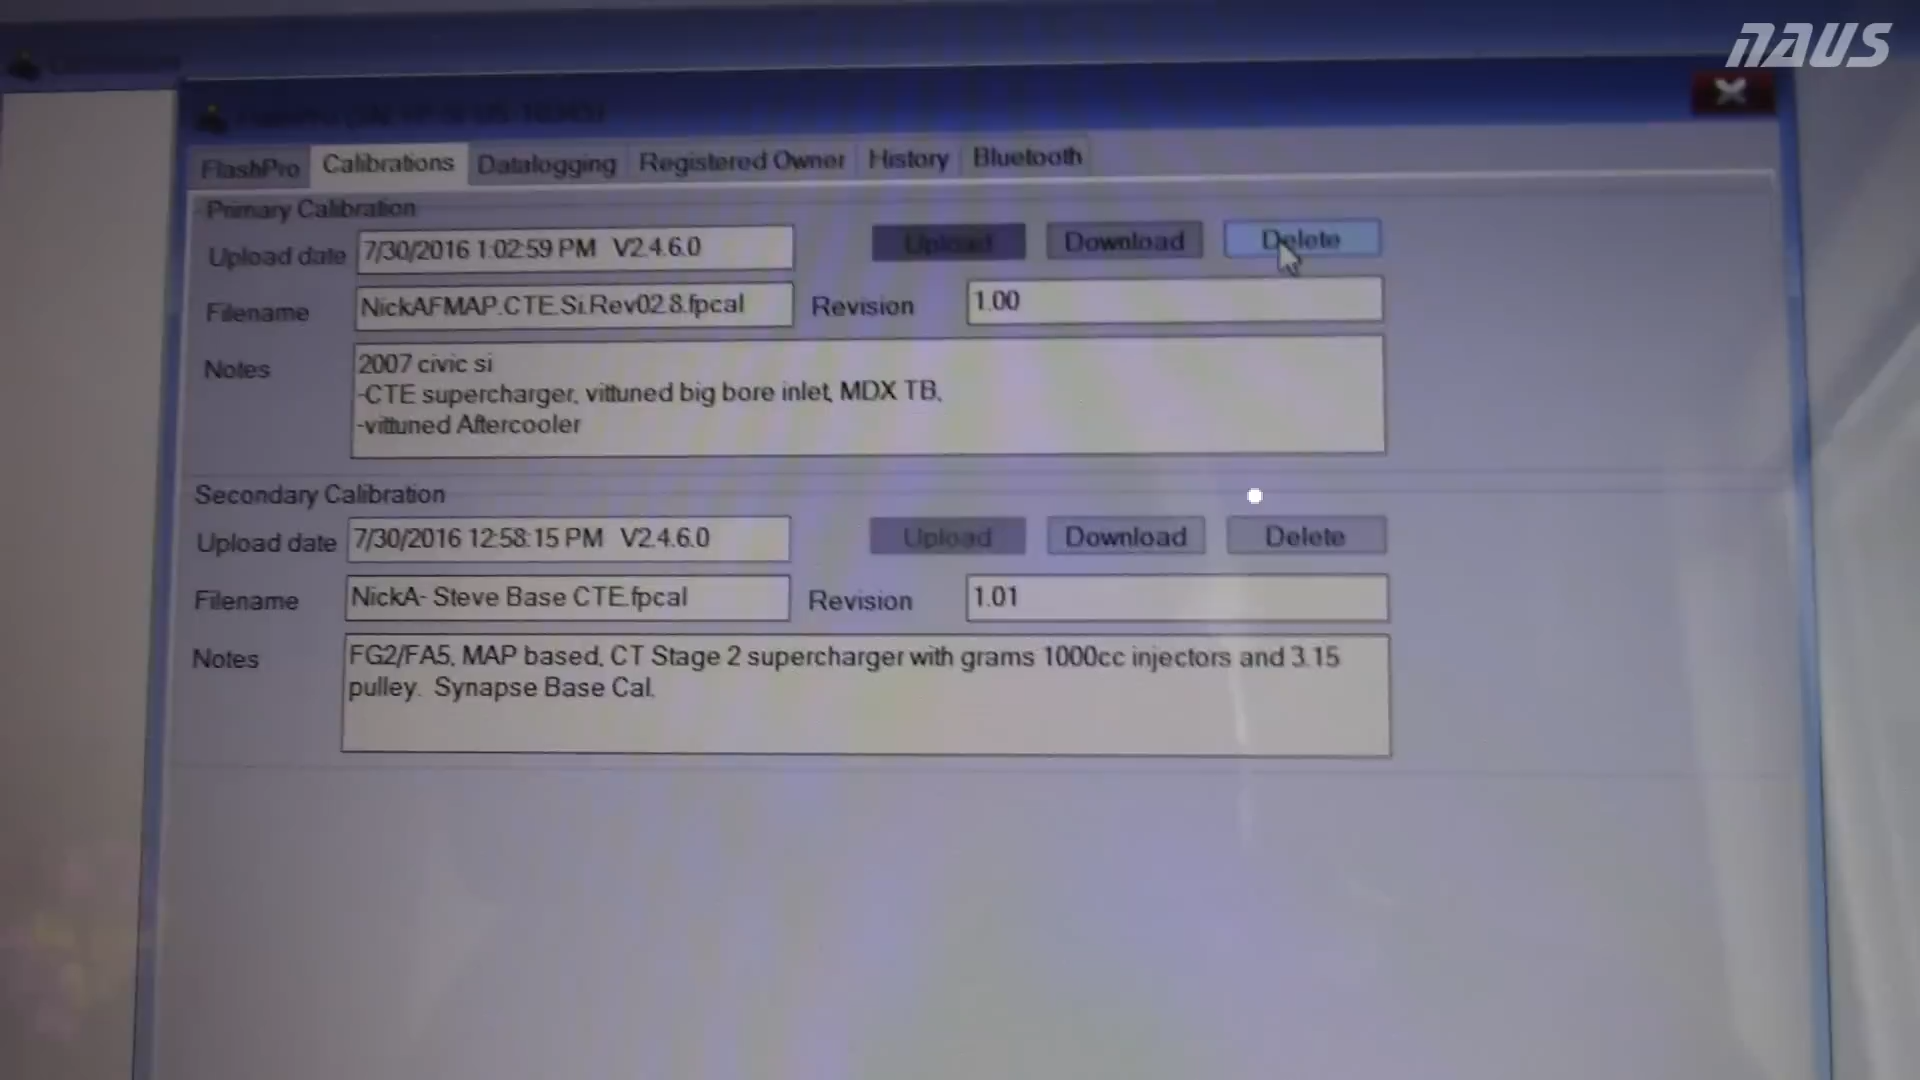 NAUS
FlashPro Calibrations Datalogging Registered Owner History Bluetooth
Primary Calibration
Upload date 7/30/2016 1:02:59 PM V2.4.6.0 Upload Download Delete
Filename NickAFMAP.CTE.Si.Rev02.8.fpcal Revision 1.00
Notes 2007 civic si
-CTE supercharger, vittuned big bore inlet, MDX TB,
-vittuned Aftercooler
Secondary Calibration
Upload date 7/30/2016 12:58:15 PM V2.4.6.0 Upload Download Delete
Filename NickA- Steve Base CTE.fpcal Revision 1.01
Notes FG2/FA5, MAP based, CT Stage 2 supercharger with grams 1000cc injectors and 3.15
pulley. Synapse Base Cal.